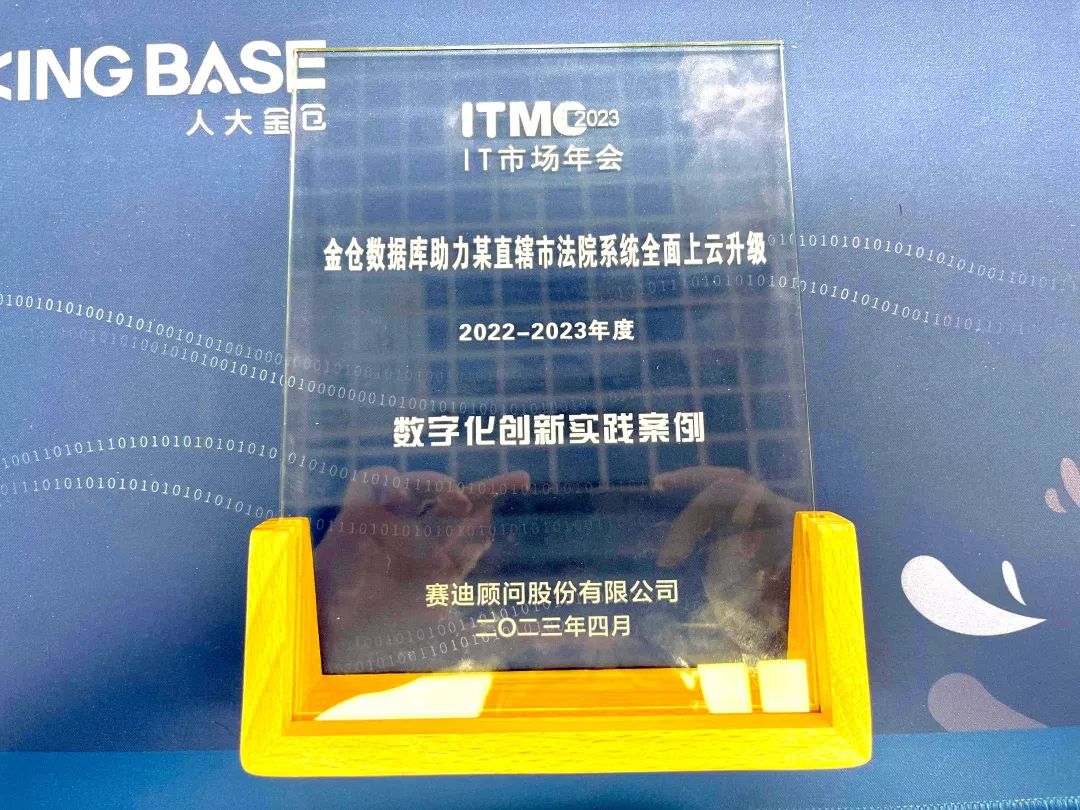 KING BASE
人大金仓
ITMC 2023
IT市场年会
金仓数据库助力某直辖市法院系统全面上云升级
2022-2023年度
数字化创新实践案例
赛迪顾问股份有限公司
二〇二三年四月